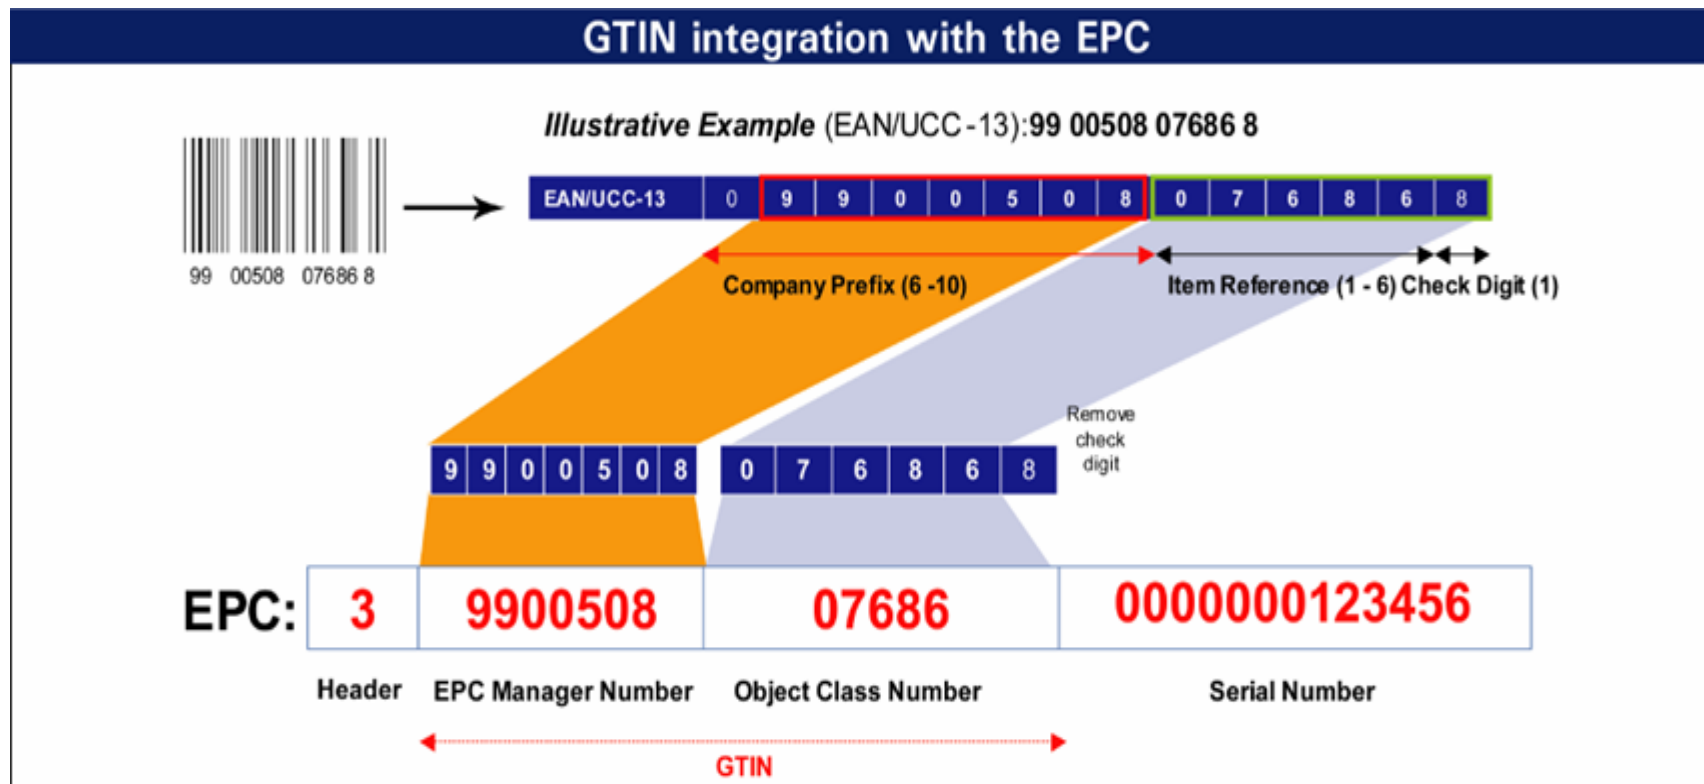 GTIN integration with the EPC
Illustrative Example (EAN/UCC-13):99 00508 07686 8
99 00508 07686 8
EAN/UCC-13 0 9 9 0 0 5 0 8 0 7 6 8 6 8
Company Prefix (6 -10) Item Reference (1 - 6) Check Digit (1)
Remove
check
digit
9 9 0 0 5 0 8 0 7 6 8 6 8
EPC: 3 9900508 07686 0000000123456
Header EPC Manager Number Object Class Number Serial Number
GTIN